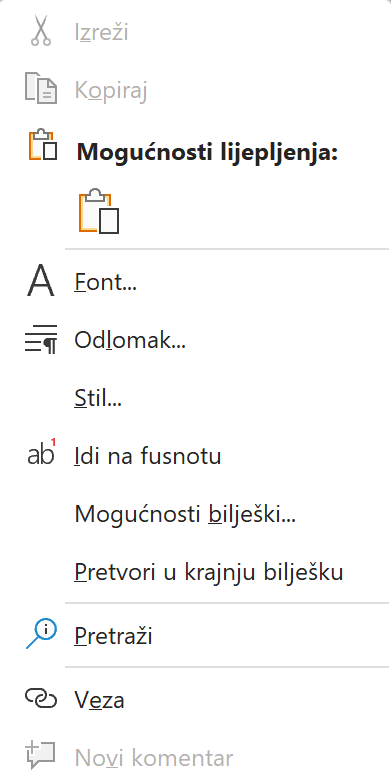 Izreži
Kopiraj
Mogućnosti lijepljenja:
Font...
Odlomak...
Stil...
Idi na fusnotu
Mogućnosti bilješki...
Pretvori u krajnju bilješku
Pretraži
Veza
Novi komentar